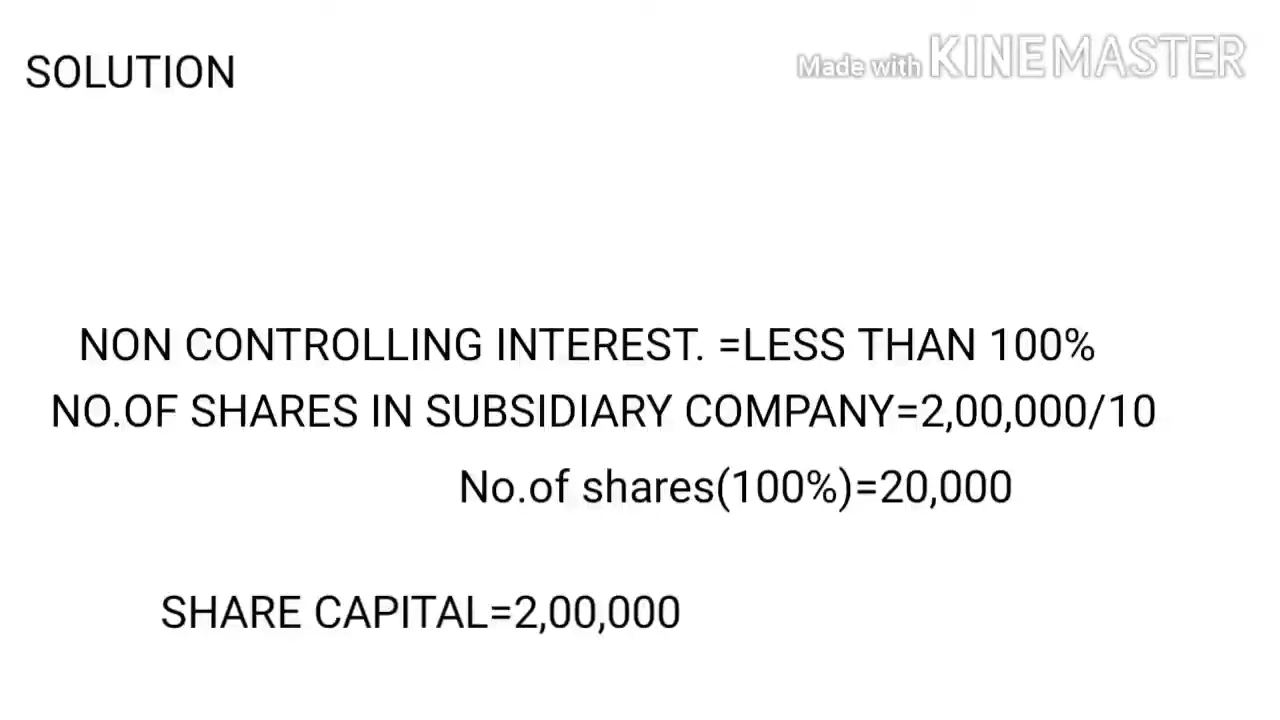 SOLUTION
Made with KINEMASTER
NON CONTROLLING INTEREST. =LESS THAN 100%
NO.OF SHARES IN SUBSIDIARY COMPANY=2,00,000/10
No.of shares(100%)=20,000
SHARE CAPITAL=2,00,000